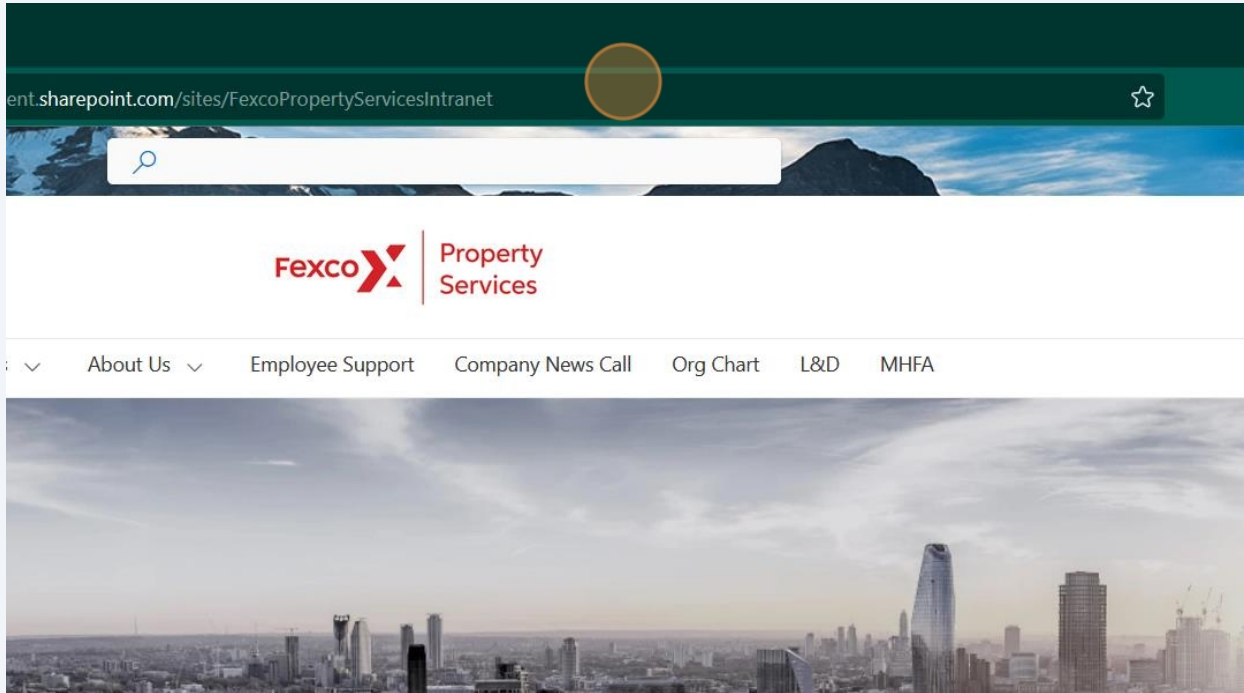 ent.sharepoint.com/sites/FexcoPropertyServicesIntranet
Fexco
Property
Services
About Us
Employee Support
Company News Call
Org Chart
L&D
MHFA